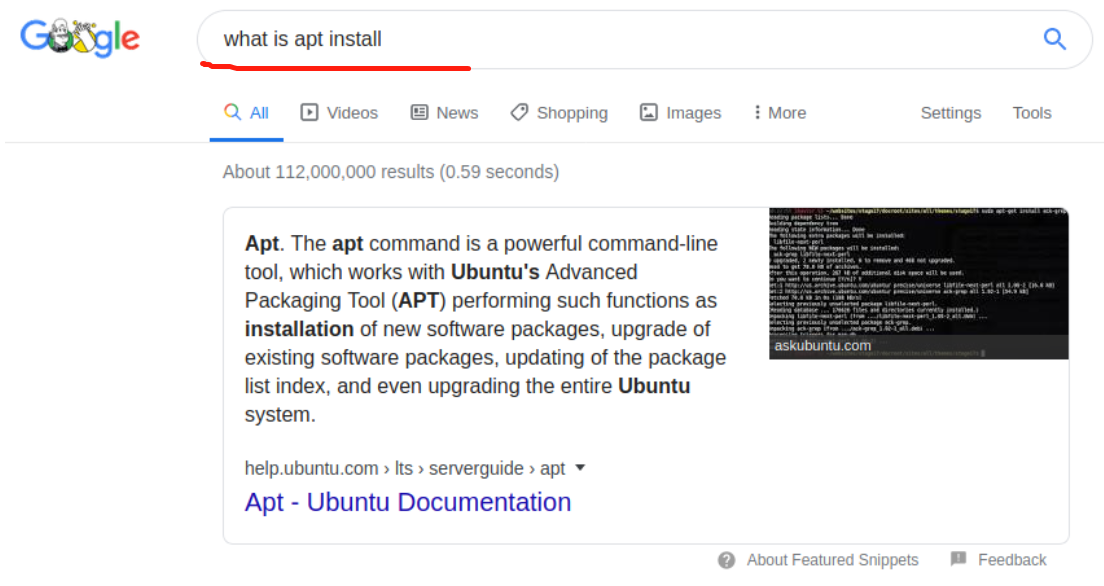 Google
what is apt install
All Videos News Shopping Images More Settings Tools
About 112,000,000 results (0.59 seconds)
Apt. The apt command is a powerful command-line
tool, which works with Ubuntu's Advanced
Packaging Tool (APT) performing such functions as
installation of new software packages, upgrade of
existing software packages, updating of the package
list index, and even upgrading the entire Ubuntu
system.
askubuntu.com
help.ubuntu.com › lts › serverguide › apt
Apt - Ubuntu Documentation
About Featured Snippets Feedback